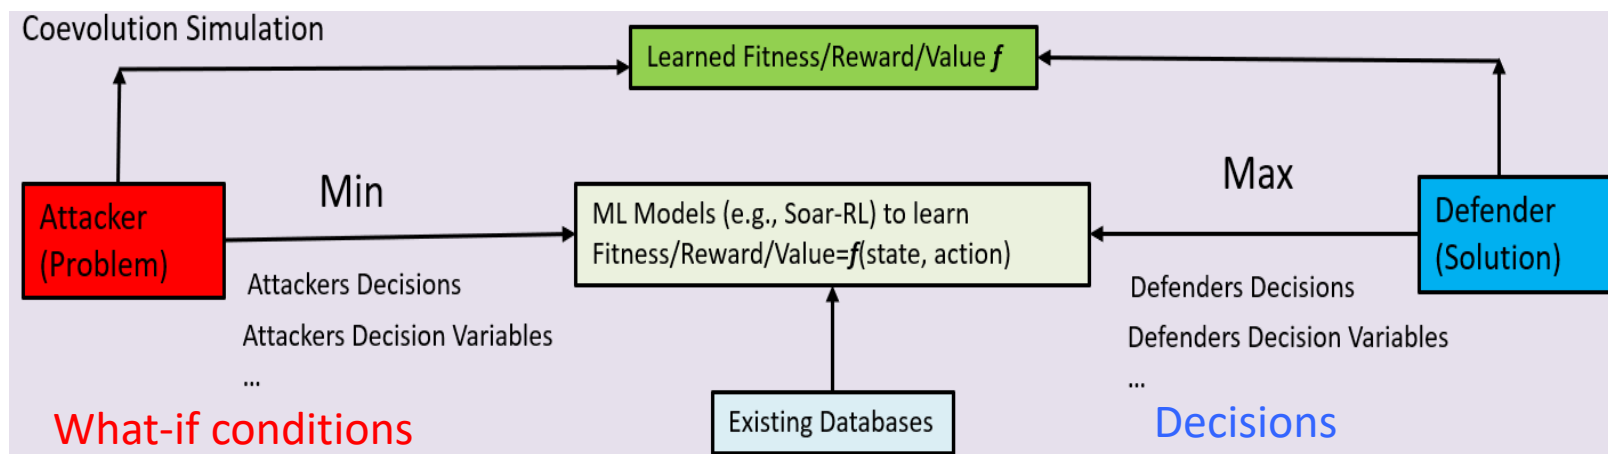 Coevolution Simulation
Learned Fitness/Reward/Value f
Min
Max
Attacker
(Problem)
ML Models (e.g., Soar-RL) to learn
Fitness/Reward/Value=f(state, action)
Defender
(Solution)
Attackers Decisions
Attackers Decision Variables
...
Defenders Decisions
Defenders Decision Variables
...
What-if conditions
Existing Databases
Decisions